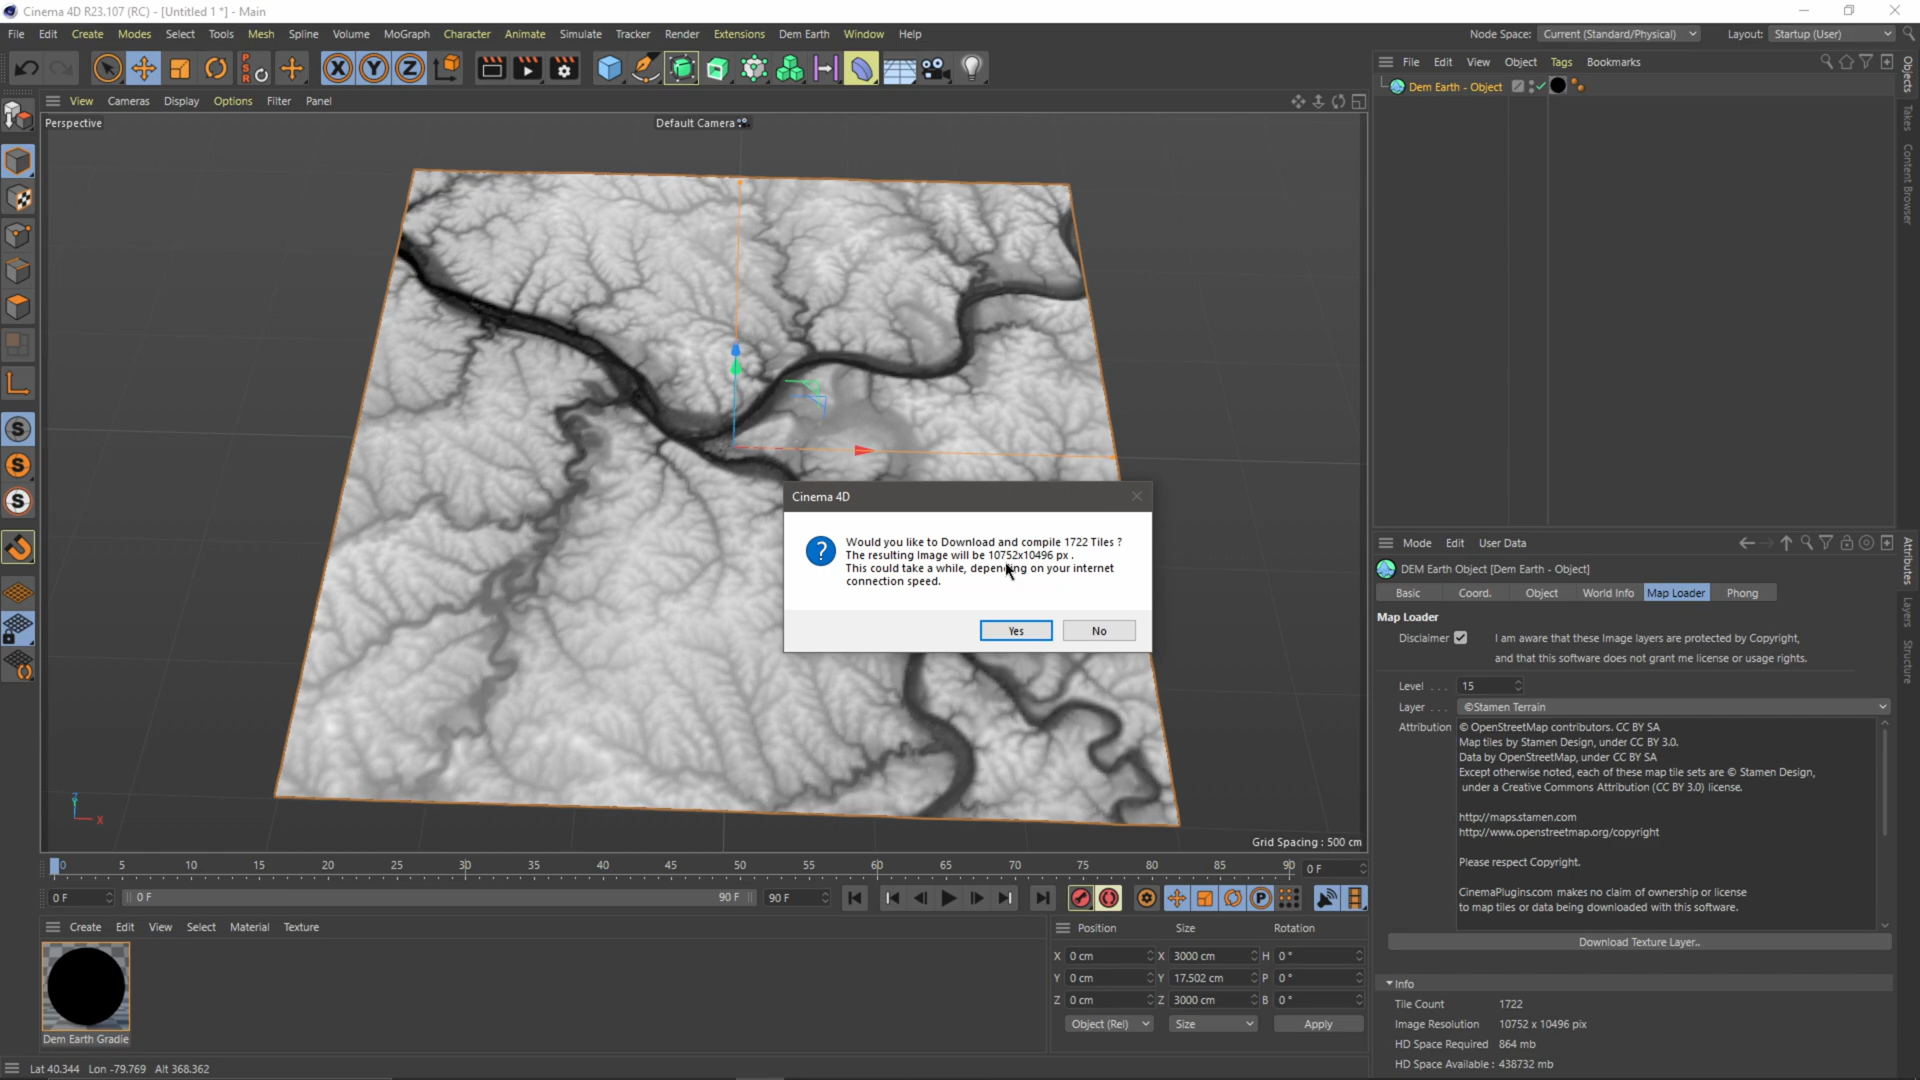 Cinema 4D R23.107 (RC) - [Untitled 1 *] - Main
File Edit Create Modes Select Tools Mesh Spline Volume MoGraph Character Animate Simulate Tracker Render Extensions Dem Earth Window Help
Node Space: Current (Standard/Physical) Layout: Startup (User)
PSR X Y Z
File Edit View Object Tags Bookmarks
Dem Earth - Object
View Cameras Display Options Filter Panel
Perspective
Default Camera
Objects
Takes
Content Browser
Cinema 4D
Would you like to Download and compile 1722 Tiles ?
The resulting Image will be 10752x10496 px .
This could take a while, depending on your internet
connection speed.
Yes No
Grid Spacing : 500 cm
Mode Edit User Data
DEM Earth Object [Dem Earth - Object]
Basic Coord. Object World Info Map Loader Phong
Map Loader
Disclaimer I am aware that these Image layers are protected by Copyright,
and that this software does not grant me license or usage rights.
Level . . . 15
Layer . . . ©Stamen Terrain
Attribution © OpenStreetMap contributors. CC BY SA
Map tiles by Stamen Design, under CC BY 3.0.
Data by OpenStreetMap, under CC BY SA
Except otherwise noted, each of these map tile sets are © Stamen Design,
under a Creative Commons Attribution (CC BY 3.0) license.
http://maps.stamen.com
http://www.openstreetmap.org/copyright
Please respect Copyright.
CinemaPlugins.com makes no claim of ownership or license
to map tiles or data being downloaded with this software.
Download Texture Layer..
Info
Tile Count 1722
Image Resolution 10752 x 10496 pix
HD Space Required 864 mb
HD Space Available : 438732 mb
Attributes
Layers
Structure
0 5 10 15 20 25 30 35 40 45 50 55 60 65 70 75 80 85 90 0 F
0 F 0 F 90 F 90 F
Create Edit View Select Material Texture
Dem Earth Gradie
Position Size Rotation
X 0 cm X 3000 cm H 0 °
Y 0 cm Y 17.502 cm P 0 °
Z 0 cm Z 3000 cm B 0 °
Object (Rel) Size Apply
Lat 40.344 Lon -79.769 Alt 368.362